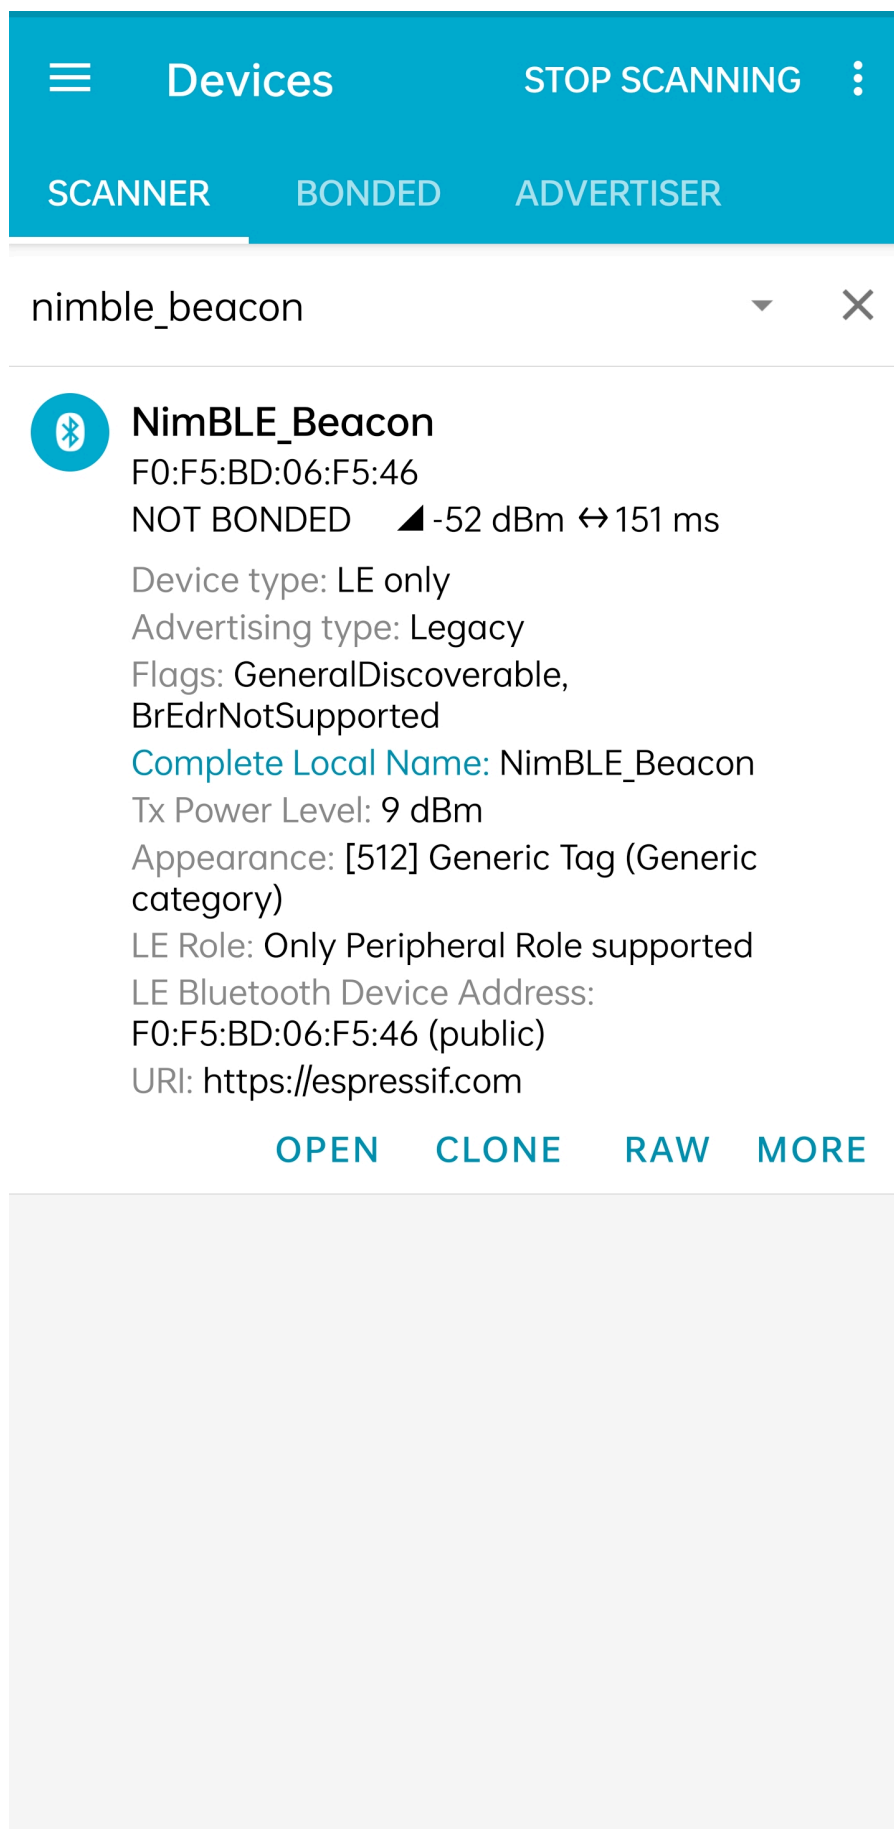 Devices STOP SCANNING
SCANNER BONDED ADVERTISER
nimble_beacon
NimBLE_Beacon
F0:F5:BD:06:F5:46
NOT BONDED -52 dBm 151 ms
Device type: LE only
Advertising type: Legacy
Flags: GeneralDiscoverable,
BrEdrNotSupported
Complete Local Name: NimBLE_Beacon
Tx Power Level: 9 dBm
Appearance: [512] Generic Tag (Generic
category)
LE Role: Only Peripheral Role supported
LE Bluetooth Device Address:
F0:F5:BD:06:F5:46 (public)
URI: https://espressif.com
OPEN CLONE RAW MORE